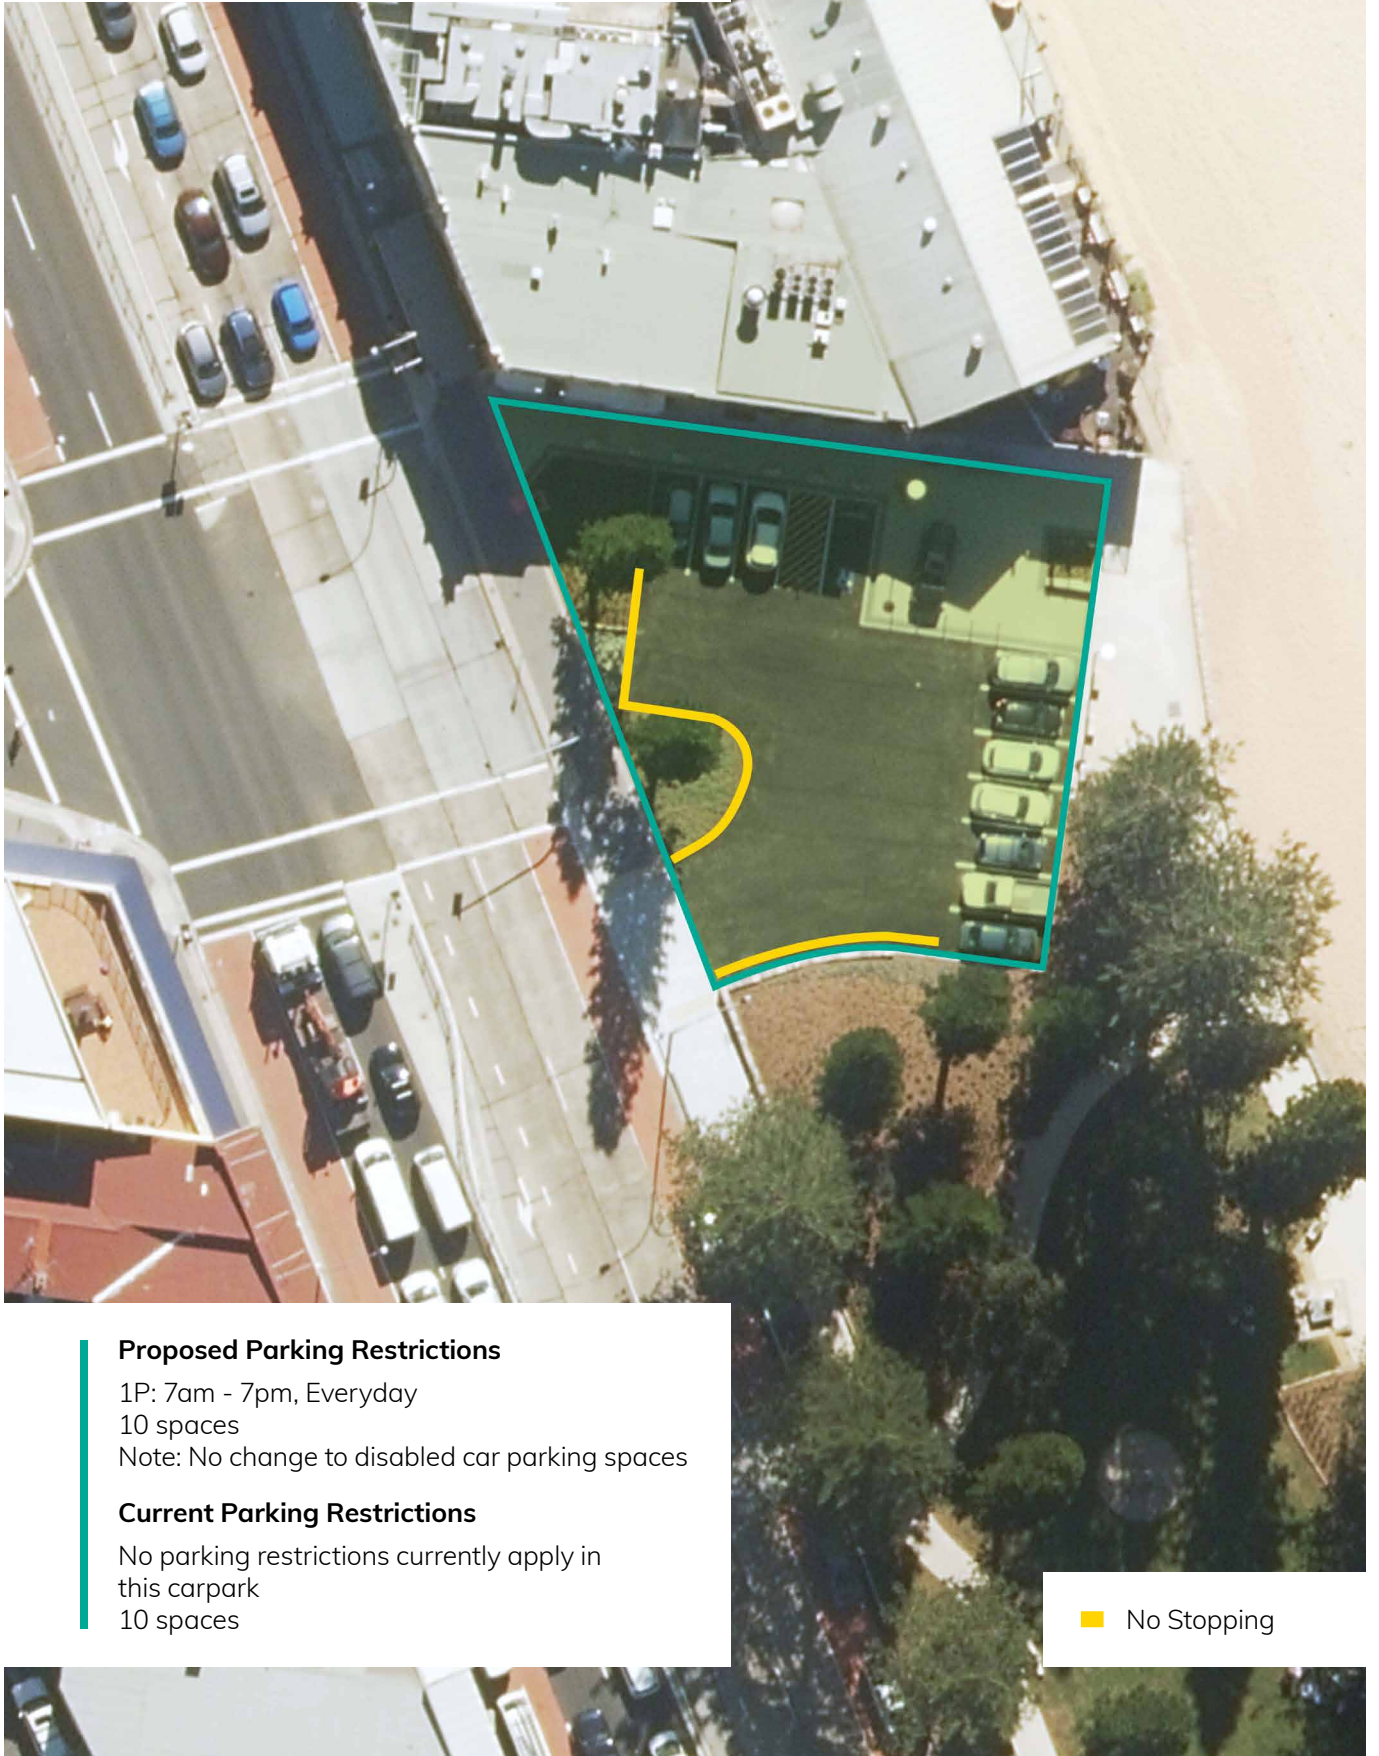 Proposed Parking Restrictions
1P: 7am - 7pm, Everyday
10 spaces
Note: No change to disabled car parking spaces
Current Parking Restrictions
No parking restrictions currently apply in
this carpark
10 spaces
No Stopping